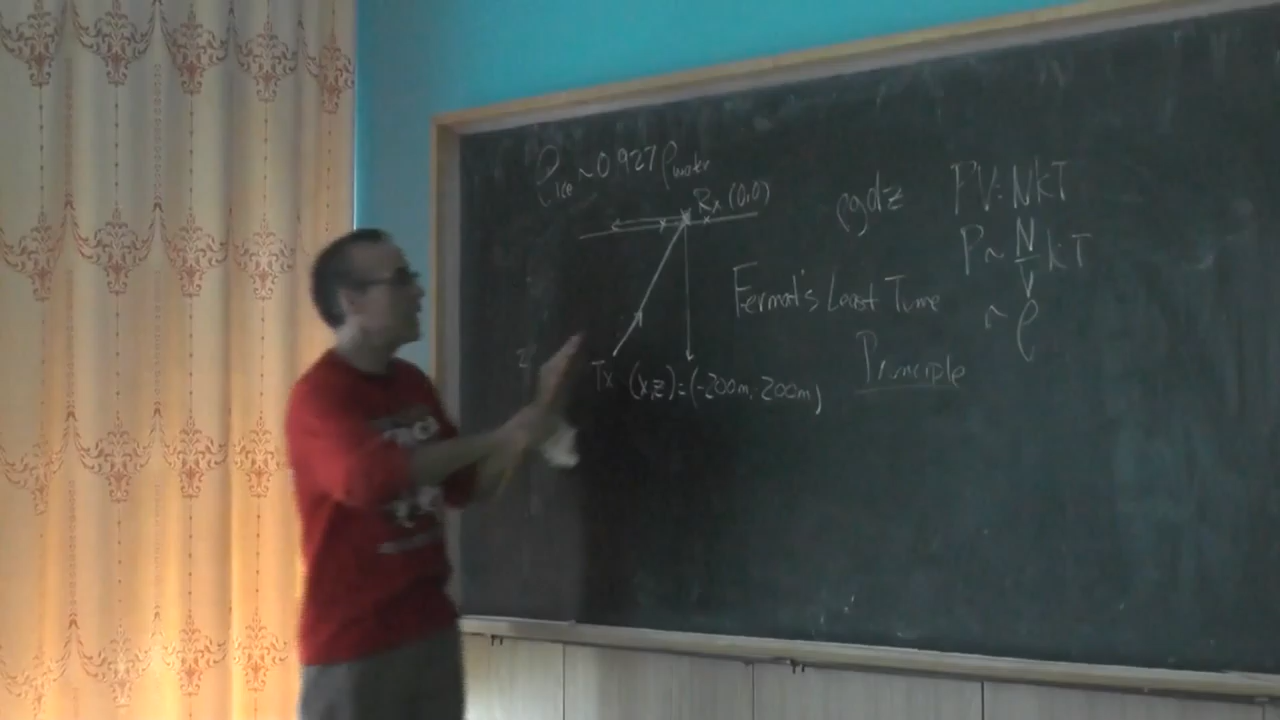 ρice ~ 0.927 ρwater
Rx (0,0)
Tx (x,z)=(-200m, 200m)
z
ρgdz
Fermat's Least Time
Principle
PV=NkT
P~ N/V kT
~ ρ